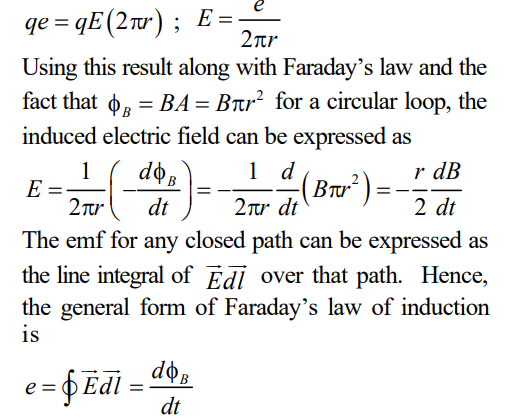 qe = qE(2πr) ; E = e/2πr
Using this result along with Faraday's law and the
fact that ϕ_B = BA = Bπr² for a circular loop, the
induced electric field can be expressed as
E = 1/2πr (−dϕ_B/dt) = −1/2πr d/dt (Bπr²) = −r/2 dB/dt
The emf for any closed path can be expressed as
the line integral of E⃗dl⃗ over that path. Hence,
the general form of Faraday's law of induction
is
e = ∮E⃗dl⃗ = dϕ_B/dt